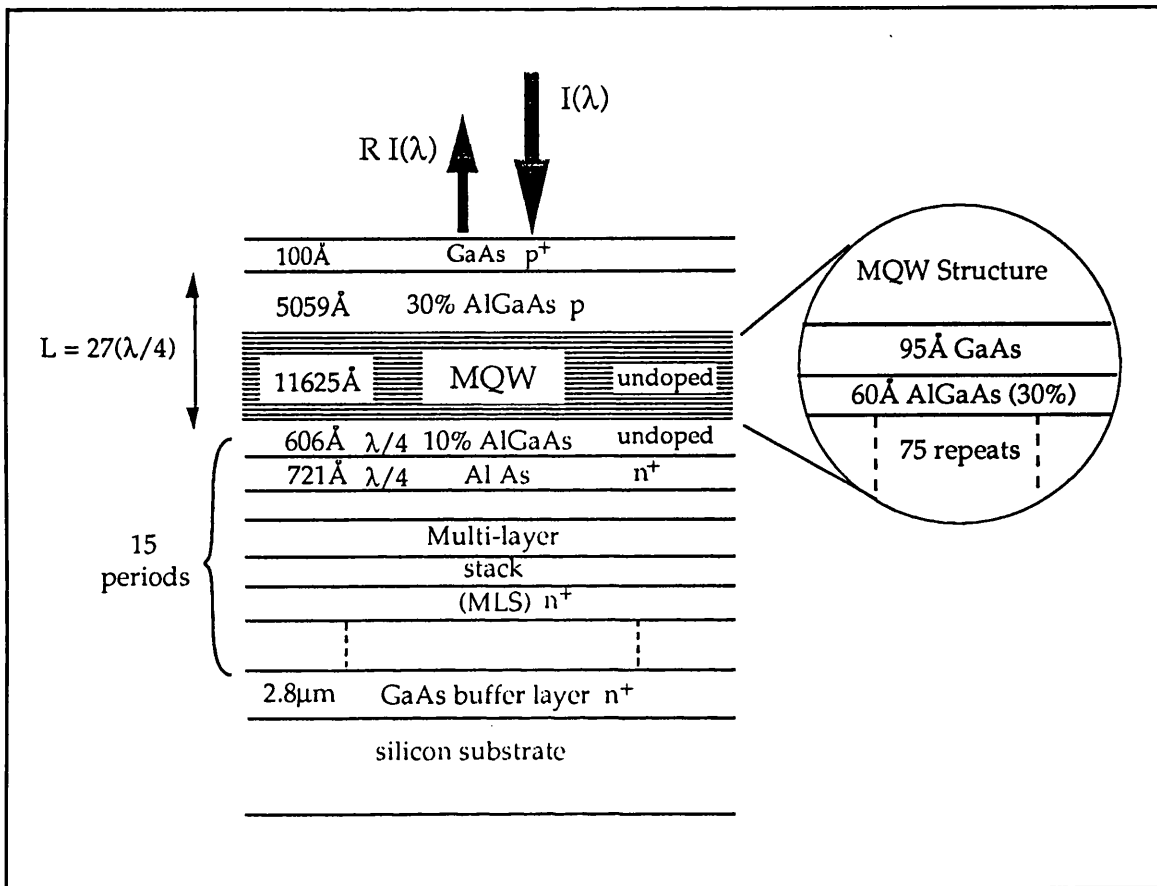 I(λ)
R I(λ)
100Å GaAs p+
5059Å 30% AlGaAs p
L = 27(λ/4)
11625Å MQW undoped
606Å λ/4 10% AlGaAs undoped
721Å λ/4 Al As n+
15
periods
Multi-layer
stack
(MLS) n+
2.8μm GaAs buffer layer n+
silicon substrate
MQW Structure
95Å GaAs
60Å AlGaAs (30%)
75 repeats